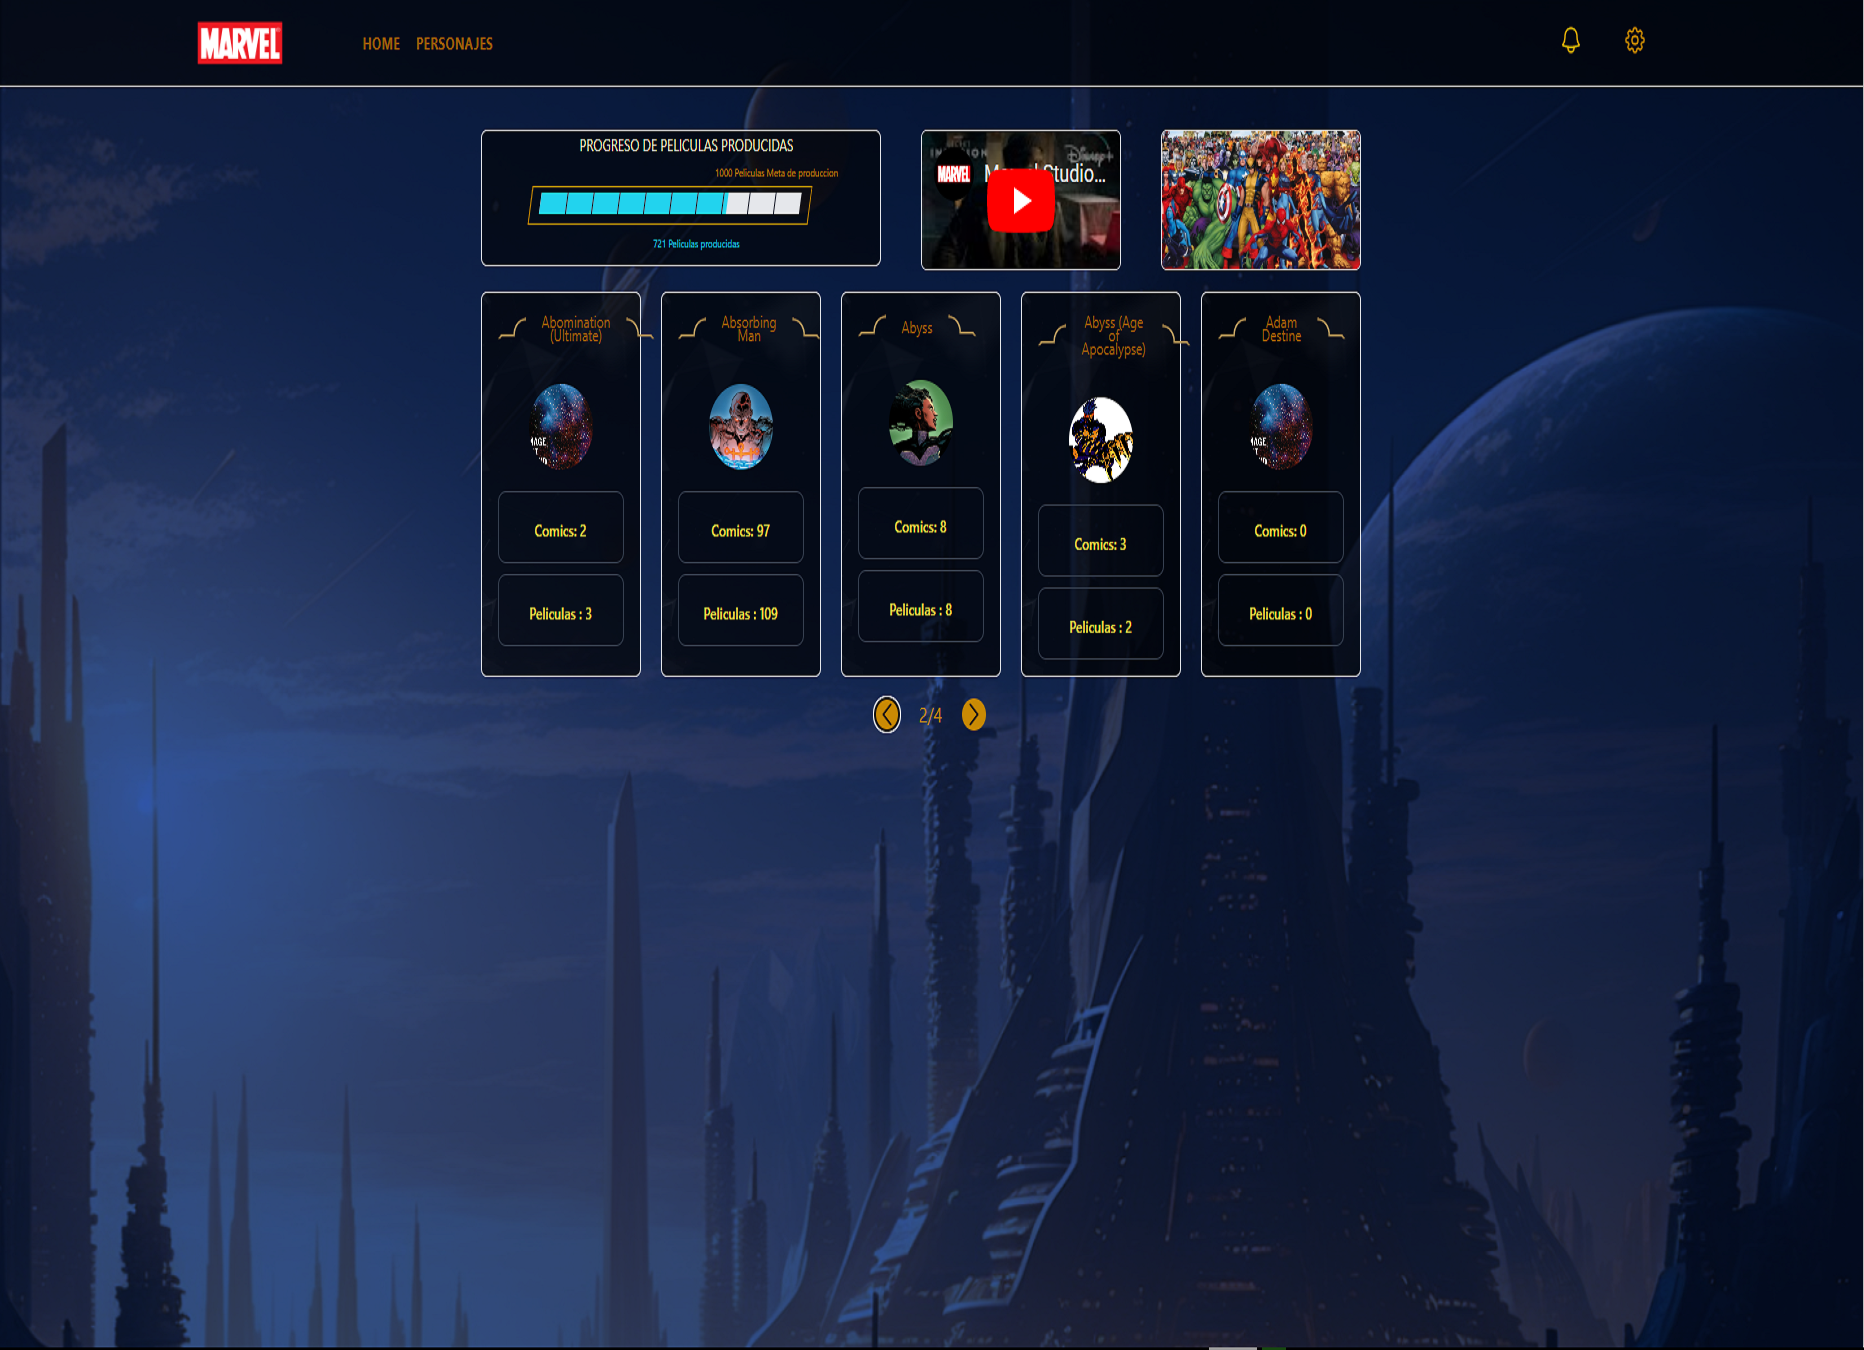 MARVEL
HOME PERSONAJES
PROGRESO DE PELICULAS PRODUCIDAS
1000 Peliculas Meta de produccion
721 Peliculas producidas
Disney+
MARVEL
Studio...
Abomination
(Ultimate)
Comics: 2
Peliculas : 3
Absorbing
Man
Comics: 97
Peliculas : 109
Abyss
Comics: 8
Peliculas : 8
Abyss (Age
of
Apocalypse)
Comics: 3
Peliculas : 2
Adam
Destine
Comics: 0
Peliculas : 0
2/4